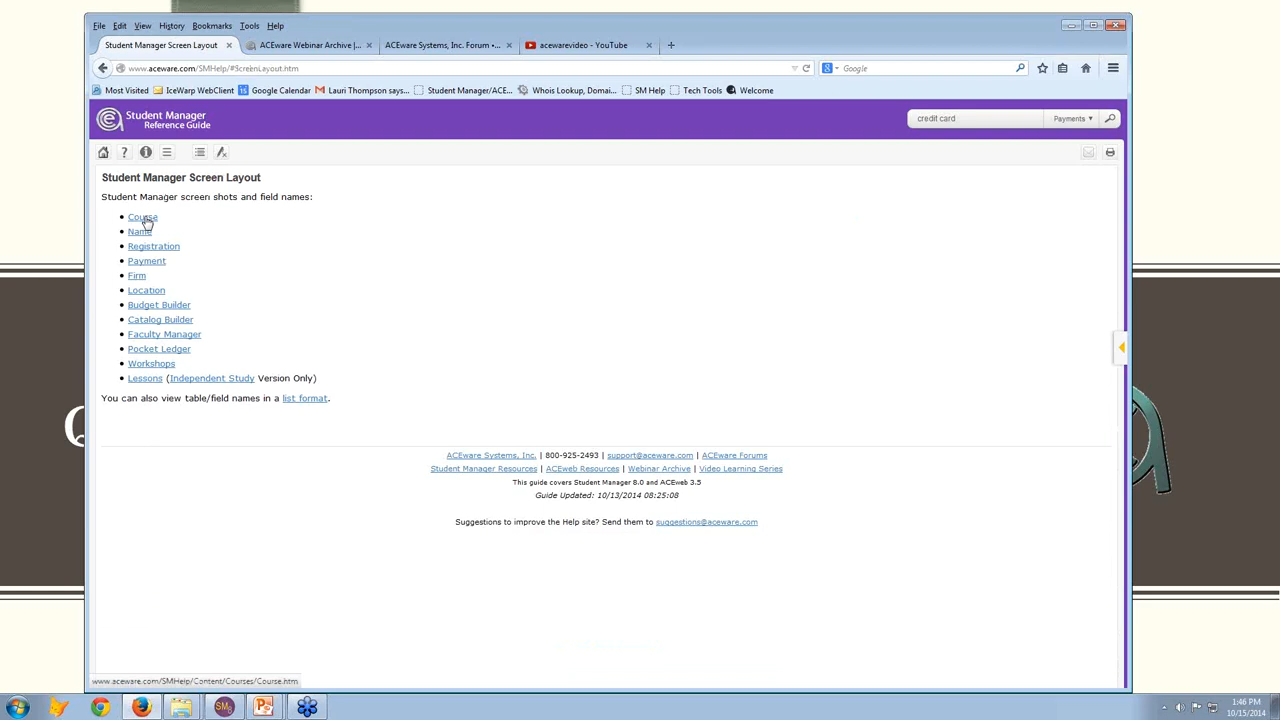 File Edit View History Bookmarks Tools Help
Student Manager Screen Layout × ACEware Webinar Archive |... × ACEware Systems, Inc. Forum •... × acewarevideo - YouTube × +
www.aceware.com/SMHelp/#ScreenLayout.htm Google
Most Visited IceWarp WebClient Google Calendar Lauri Thompson says... Student Manager/ACE... Whois Lookup, Domai... SM Help Tech Tools Welcome
Student Manager
Reference Guide
credit card Payments
Student Manager Screen Layout
Student Manager screen shots and field names:
• Course
• Name
• Registration
• Payment
• Firm
• Location
• Budget Builder
• Catalog Builder
• Faculty Manager
• Pocket Ledger
• Workshops
• Lessons (Independent Study Version Only)
You can also view table/field names in a list format.
ACEware Systems, Inc. | 800-925-2493 | support@aceware.com | ACEware Forums
Student Manager Resources | ACEweb Resources | Webinar Archive | Video Learning Series
This guide covers Student Manager 8.0 and ACEweb 3.5
Guide Updated: 10/13/2014 08:25:08
Suggestions to improve the Help site? Send them to suggestions@aceware.com
www.aceware.com/SMHelp/Content/Courses/Course.htm
1:46 PM
10/15/2014